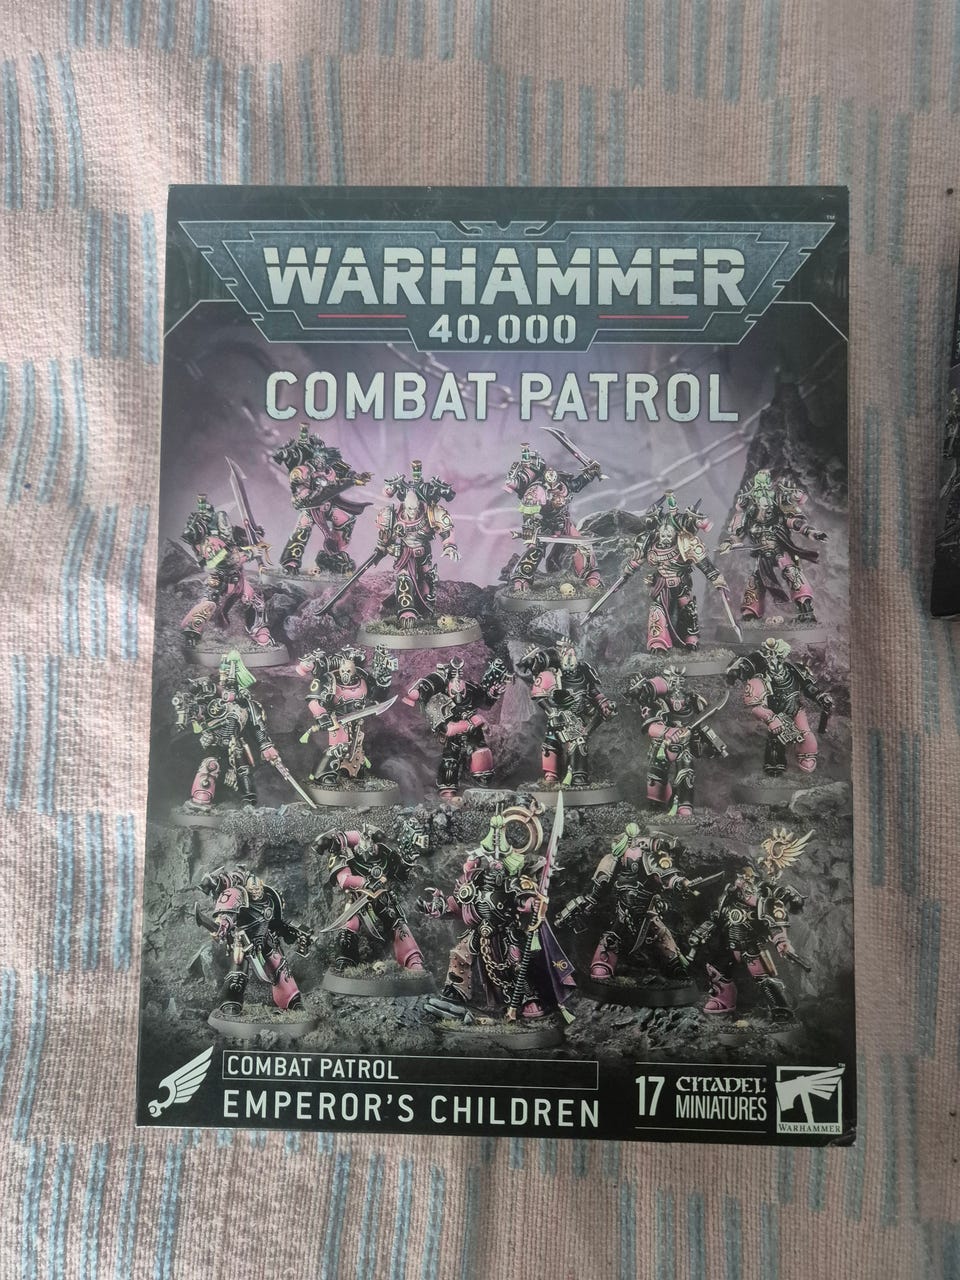 WARHAMMER
40,000
COMBAT PATROL
COMBAT PATROL
EMPEROR'S CHILDREN
17 CITADEL
MINIATURES
WARHAMMER